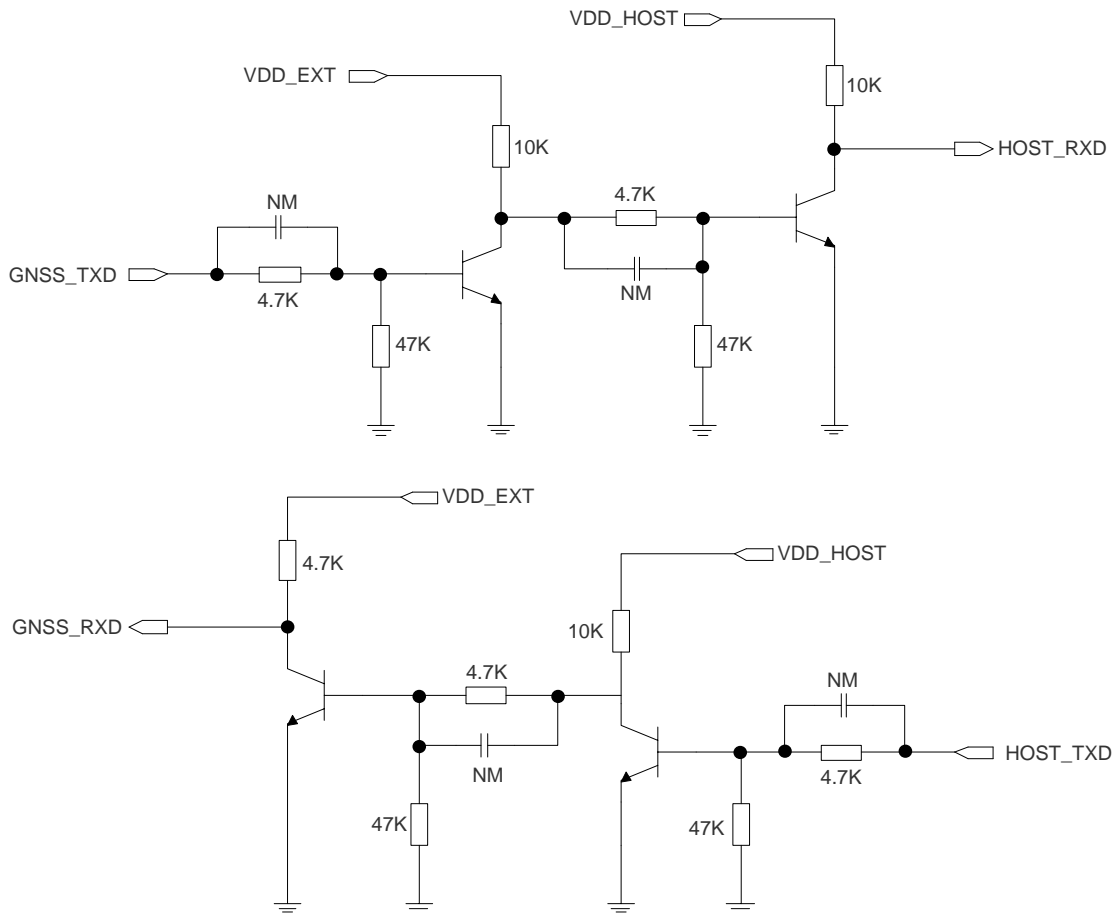 VDD_HOST
VDD_EXT
10K
10K
HOST_RXD
NM
4.7K
GNSS_TXD
4.7K
NM
47K
47K
VDD_EXT
VDD_HOST
4.7K
GNSS_RXD
10K
4.7K
NM
NM
HOST_TXD
4.7K
47K
47K